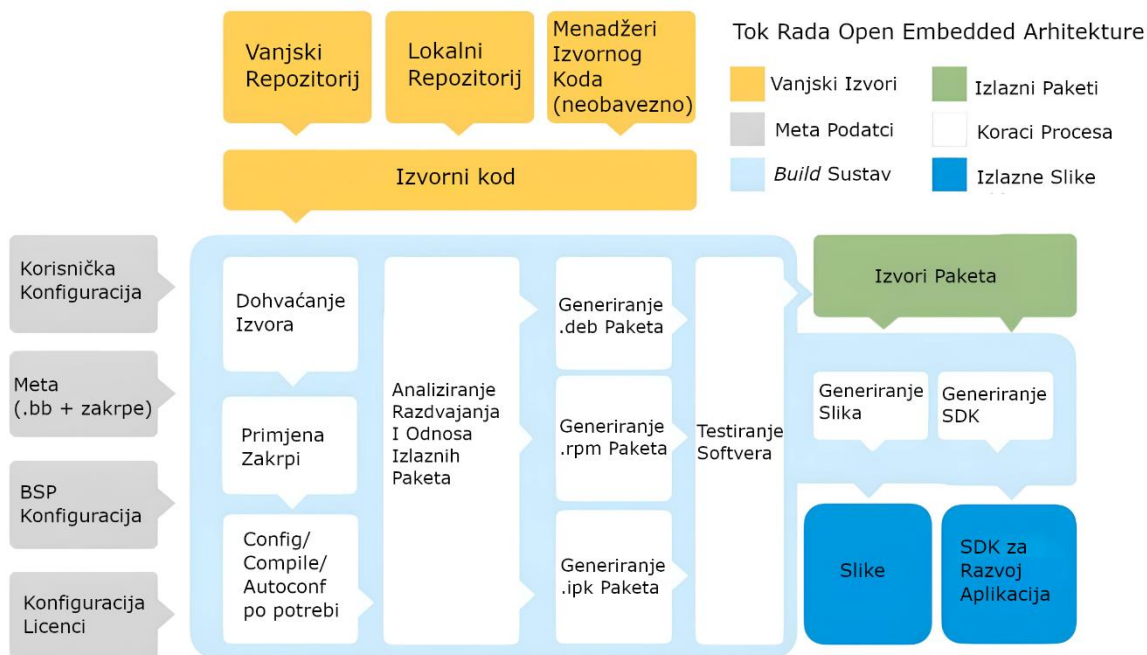 Vanjski
Repozitorij
Lokalni
Repozitorij
Menadžeri
Izvornog
Koda
(neobavezno)
Tok Rada Open Embedded Arhitekture
Vanjski Izvori
Izlazni Paketi
Meta Podatci
Koraci Procesa
Build Sustav
Izlazne Slike
Izvorni kod
Korisnička
Konfiguracija
Meta
(.bb + zakrpe)
BSP
Konfiguracija
Konfiguracija
Licenci
Dohvaćanje
Izvora
Primjena
Zakrpi
Config/
Compile/
Autoconf
po potrebi
Analiziranje
Razdvajanja
I Odnosa
Izlaznih
Paketa
Generiranje
.deb Paketa
Generiranje
.rpm Paketa
Generiranje
.ipk Paketa
Testiranje
Softvera
Izvori Paketa
Generiranje
Slika
Generiranje
SDK
Slike
SDK za
Razvoj
Aplikacija